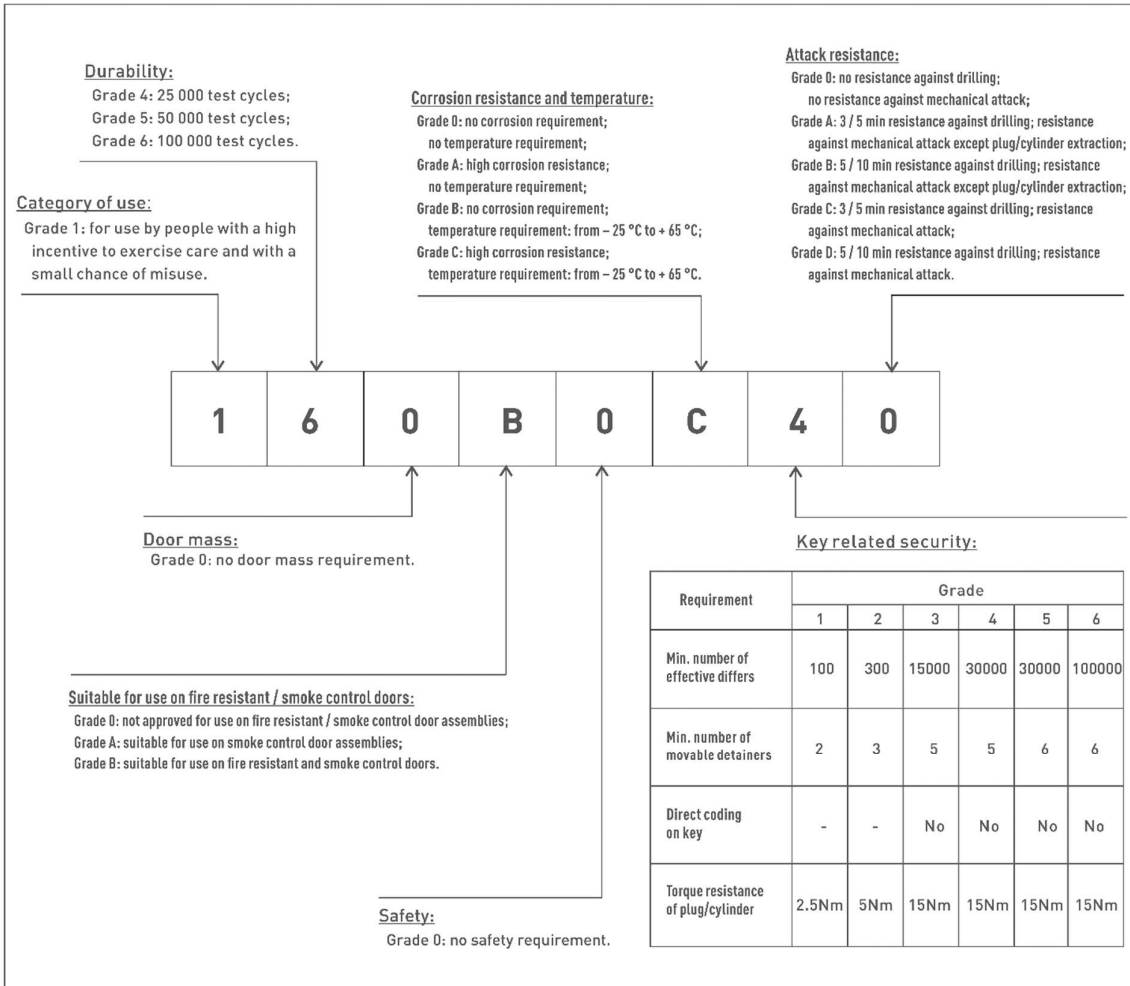 Durability:
Grade 4: 25 000 test cycles;
Grade 5: 50 000 test cycles;
Grade 6: 100 000 test cycles.
Category of use:
Grade 1: for use by people with a high
incentive to exercise care and with a
small chance of misuse.
Corrosion resistance and temperature:
Grade 0: no corrosion requirement;
no temperature requirement;
Grade A: high corrosion resistance;
no temperature requirement;
Grade B: no corrosion requirement;
temperature requirement: from – 25 °C to + 65 °C;
Grade C: high corrosion resistance;
temperature requirement: from – 25 °C to + 65 °C.
Attack resistance:
Grade 0: no resistance against drilling;
no resistance against mechanical attack;
Grade A: 3 / 5 min resistance against drilling; resistance
against mechanical attack except plug/cylinder extraction;
Grade B: 5 / 10 min resistance against drilling; resistance
against mechanical attack except plug/cylinder extraction;
Grade C: 3 / 5 min resistance against drilling; resistance
against mechanical attack;
Grade D: 5 / 10 min resistance against drilling; resistance
against mechanical attack.
1 6 0 B 0 C 4 0
Door mass:
Grade 0: no door mass requirement.
Suitable for use on fire resistant / smoke control doors:
Grade 0: not approved for use on fire resistant / smoke control door assemblies;
Grade A: suitable for use on smoke control door assemblies;
Grade B: suitable for use on fire resistant and smoke control doors.
Safety:
Grade 0: no safety requirement.
Key related security:
Requirement Grade
1 2 3 4 5 6
Min. number of
effective differs 100 300 15000 30000 30000 100000
Min. number of
movable detainers 2 3 5 5 6 6
Direct coding
on key - - No No No No
Torque resistance
of plug/cylinder 2.5Nm 5Nm 15Nm 15Nm 15Nm 15Nm